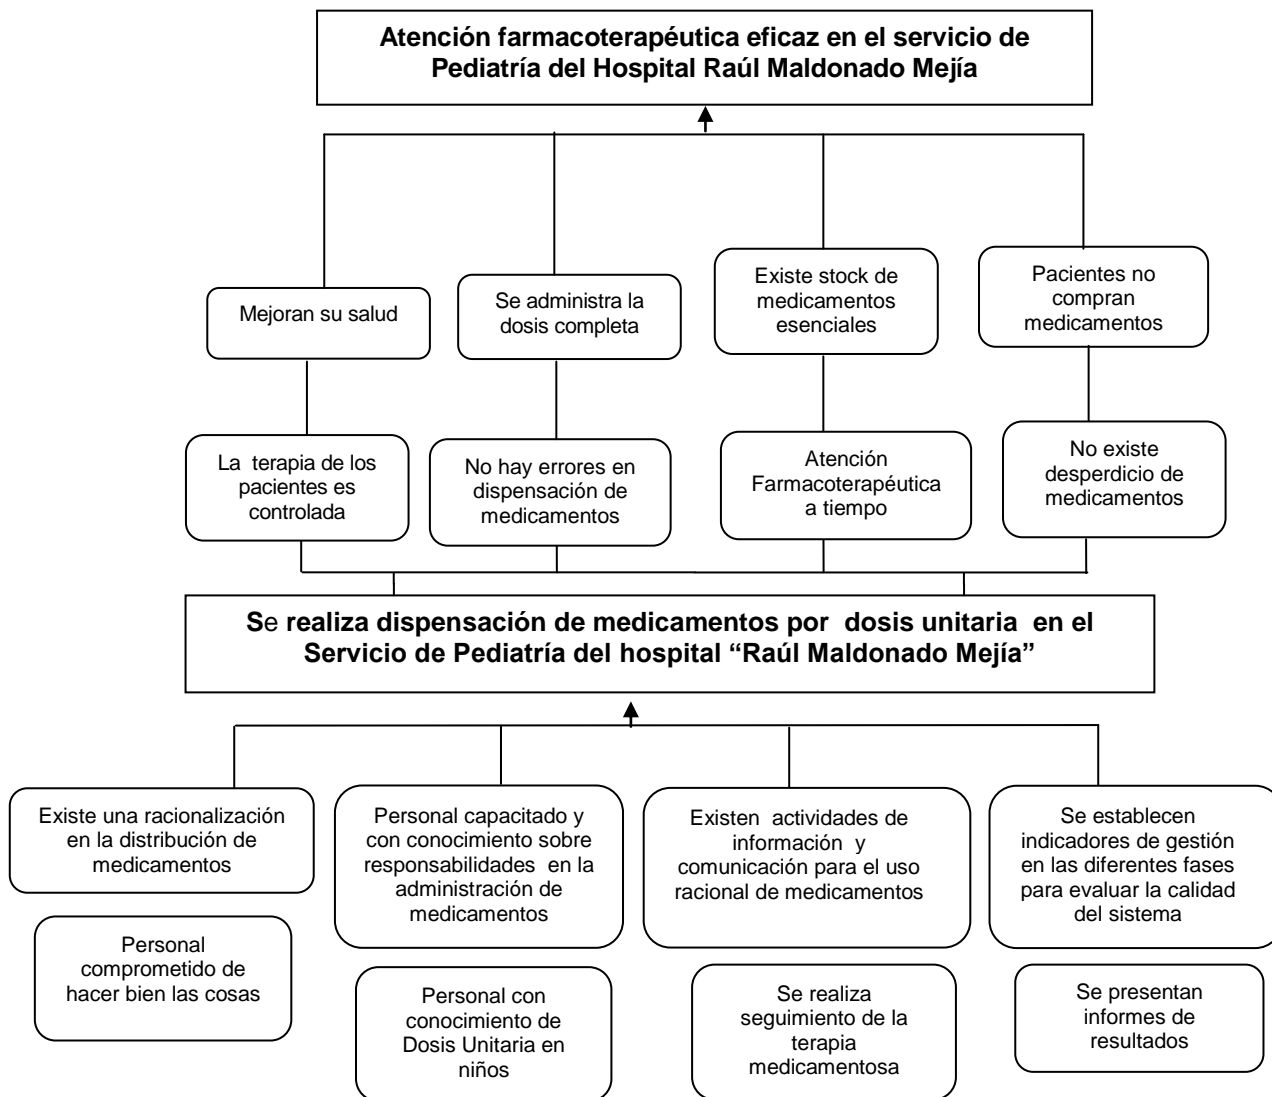 Atención farmacoterapéutica eficaz en el servicio de
Pediatría del Hospital Raúl Maldonado Mejía
Mejoran su salud
Se administra la
dosis completa
Existe stock de
medicamentos
esenciales
Pacientes no
compran
medicamentos
La terapia de los
pacientes es
controlada
No hay errores en
dispensación de
medicamentos
Atención
Farmacoterapéutica
a tiempo
No existe
desperdicio de
medicamentos
Se realiza dispensación de medicamentos por dosis unitaria en el
Servicio de Pediatría del hospital “Raúl Maldonado Mejía”
Existe una racionalización
en la distribución de
medicamentos
Personal capacitado y
con conocimiento sobre
responsabilidades en la
administración de
medicamentos
Existen actividades de
información y
comunicación para el uso
racional de medicamentos
Se establecen
indicadores de gestión
en las diferentes fases
para evaluar la calidad
del sistema
Personal
comprometido de
hacer bien las cosas
Personal con
conocimiento de
Dosis Unitaria en
niños
Se realiza
seguimiento de la
terapia
medicamentosa
Se presentan
informes de
resultados